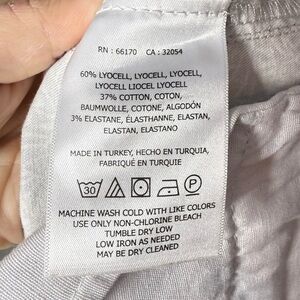 RN : 66170 CA : 32054
60% LYOCELL, LYOCELL, LYOCELL,
LYOCELL LIOCEL LYOCELL
37% COTTON, COTON,
BAUMWOLLE, COTONE, ALGODÓN
3% ELASTANE, ÉLASTHANNE, ELASTAN,
ELASTAN, ELASTANO
MADE IN TURKEY, HECHO EN TURQUIA,
FABRIQUÉ EN TURQUIA
30 P
MACHINE WASH COLD WITH LIKE COLORS
USE ONLY NON-CHLORINE BLEACH
TUMBLE DRY LOW
LOW IRON AS NEEDED
MAY BE DRY CLEANED